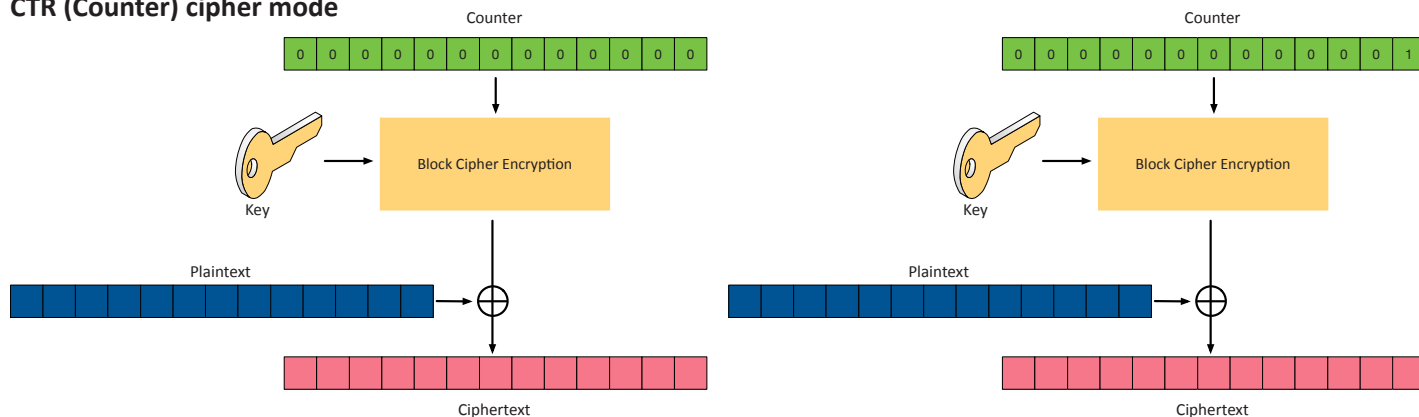 CTR (Counter) cipher mode
Counter
0 0 0 0 0 0 0 0 0 0 0 0 0
Block Cipher Encryption
Key
Plaintext
Ciphertext
Counter
0 0 0 0 0 0 0 0 0 0 0 0 1
Block Cipher Encryption
Key
Plaintext
Ciphertext